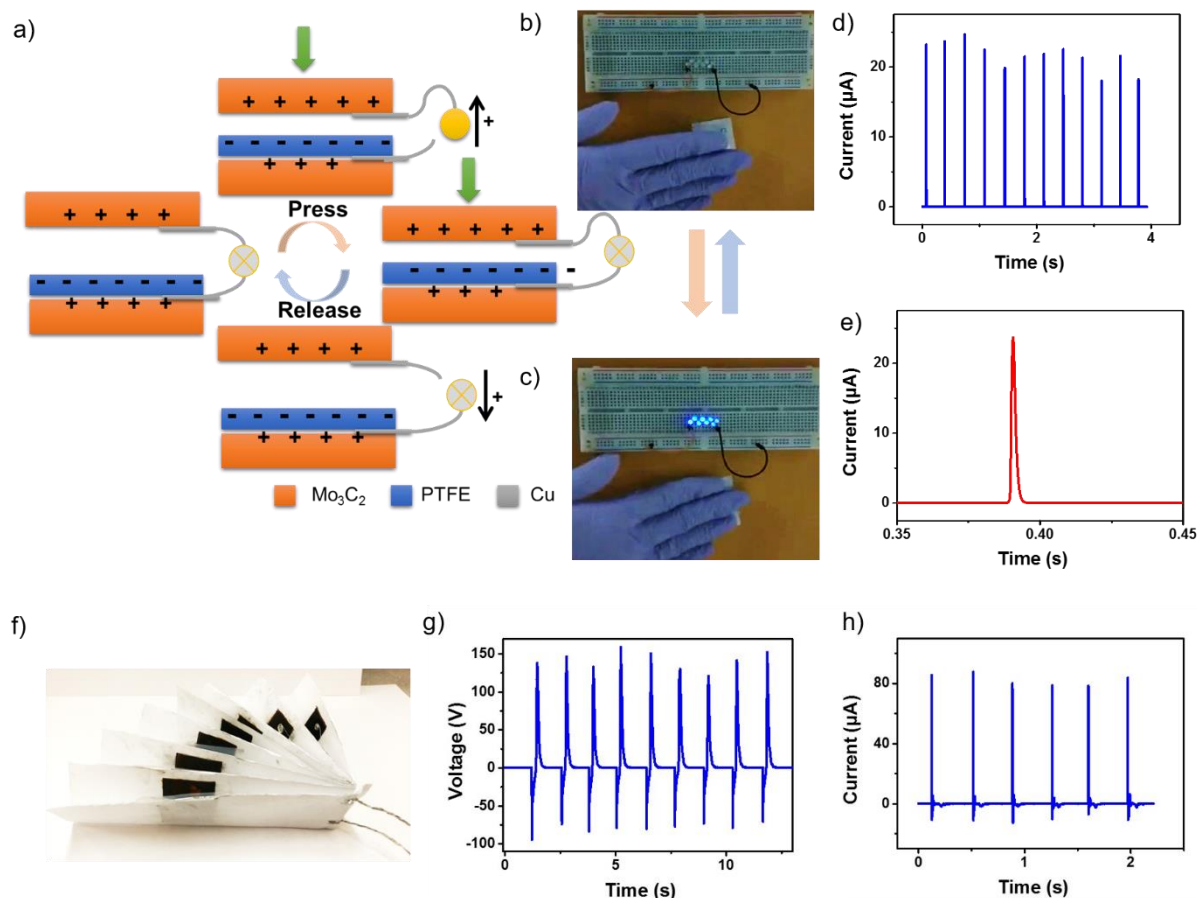 a)
+ + + + +
- - - - - - -
+ + +
+
Press
Release
+ + + +
- - - - - - -
+ + + +
+ + + + +
- - - - - - -
+ + +
+ + + +
- - - - - - -
+ + + +
+
Mo₃C₂ PTFE Cu
b)
c)
d)
Current (µA)
20
10
0
0 2 4
Time (s)
e)
Current (µA)
20
10
0
0.35 0.40 0.45
Time (s)
f)
g)
Voltage (V)
150
100
50
0
-50
-100
0 5 10
Time (s)
h)
Current (µA)
80
40
0
0 1 2
Time (s)